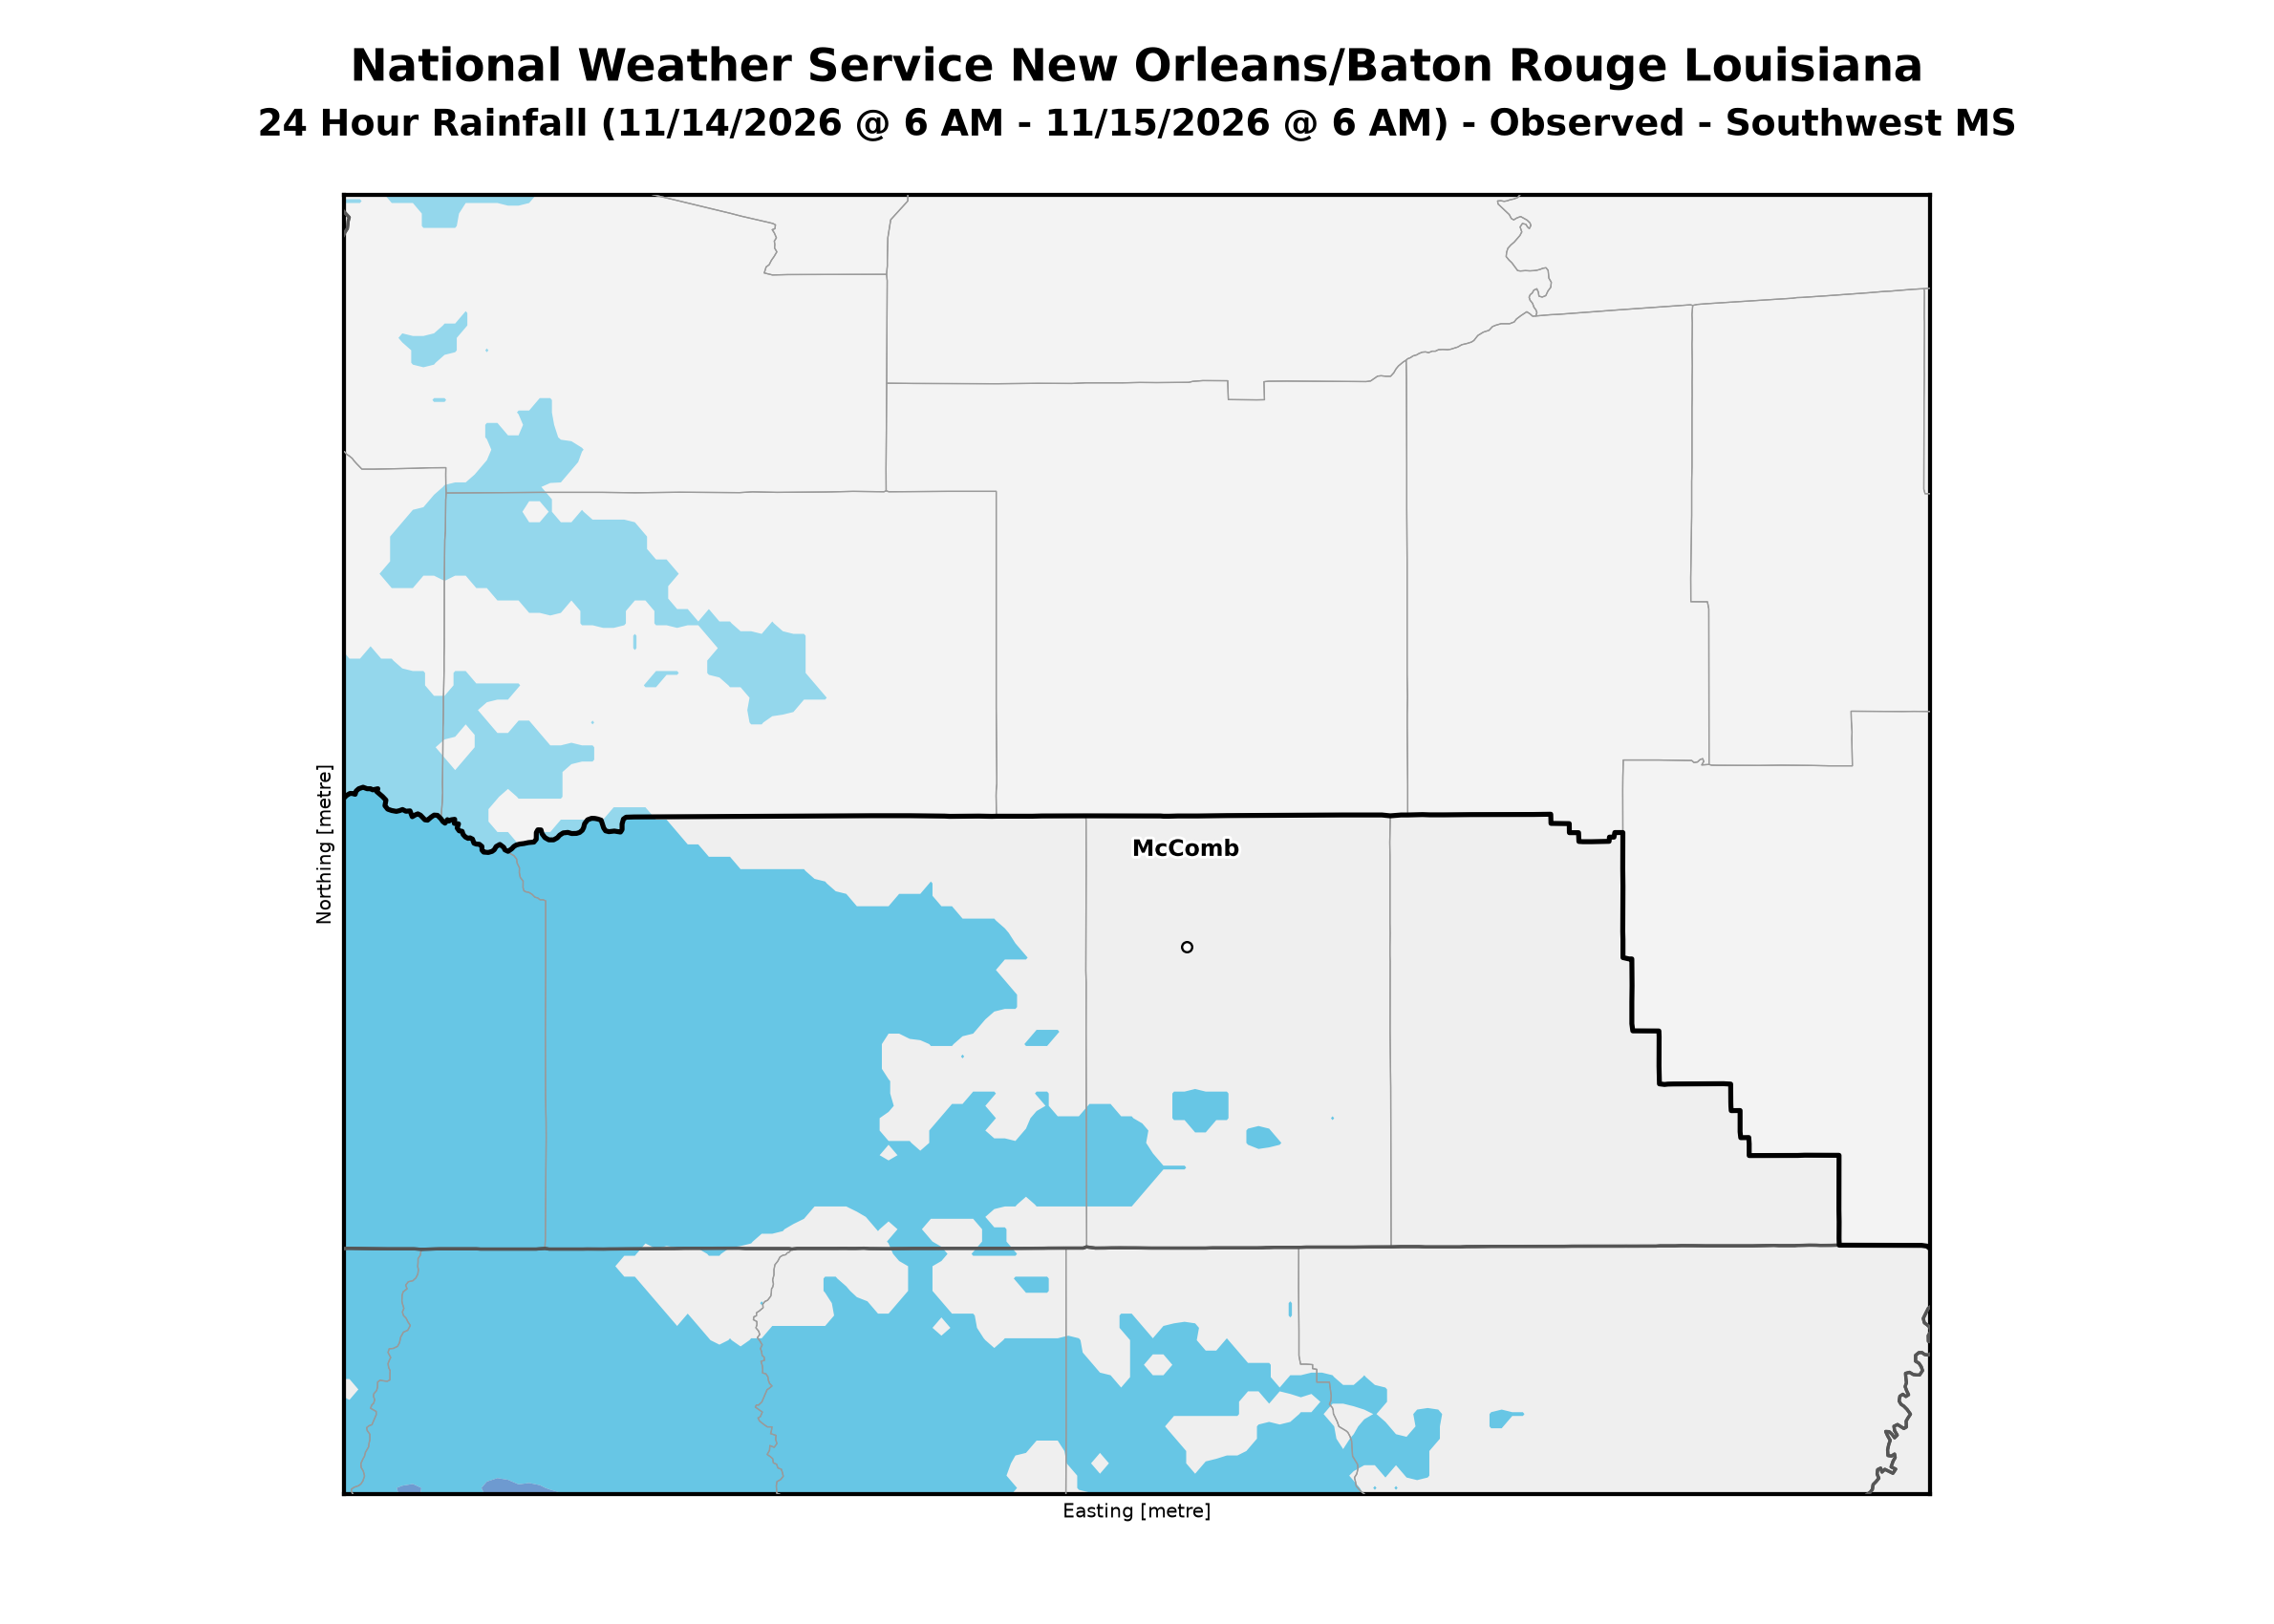 National Weather Service New Orleans/Baton Rouge Louisiana
24 Hour Rainfall (11/14/2026 @ 6 AM - 11/15/2026 @ 6 AM) - Observed - Southwest MS
McComb
Northing [metre]
Easting [metre]